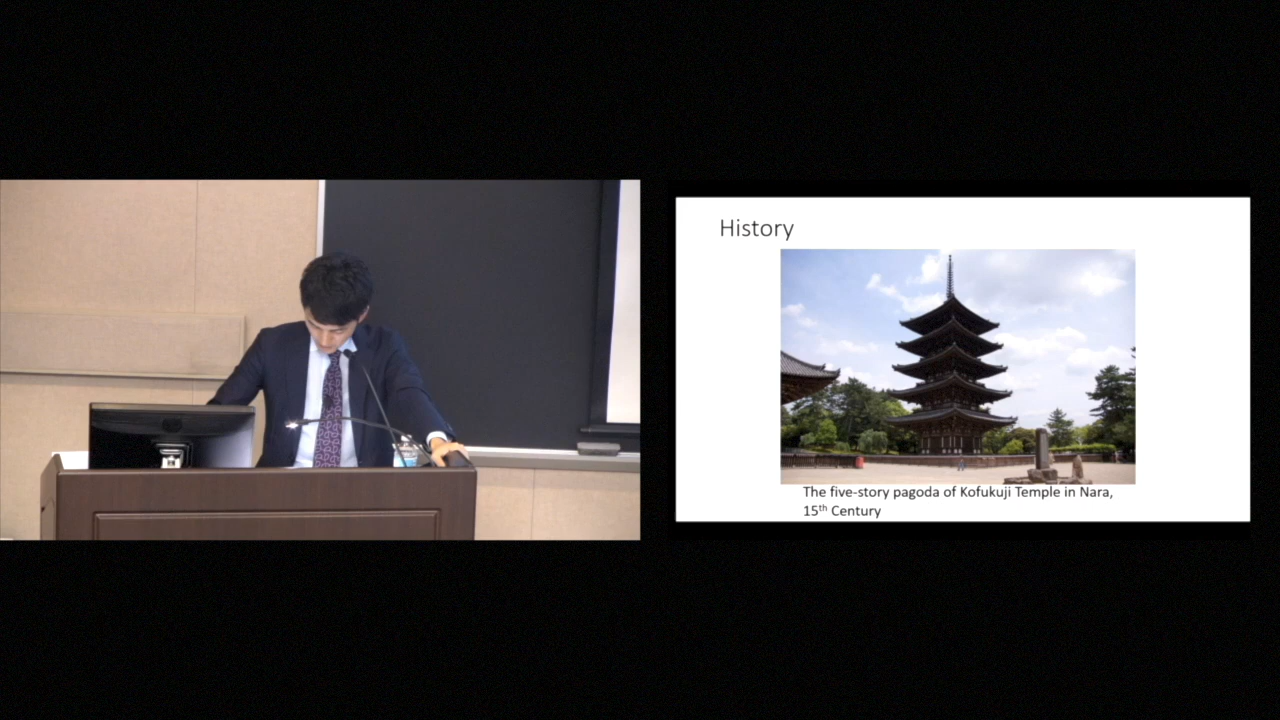 History
The five-story pagoda of Kofukuji Temple in Nara,
15th Century